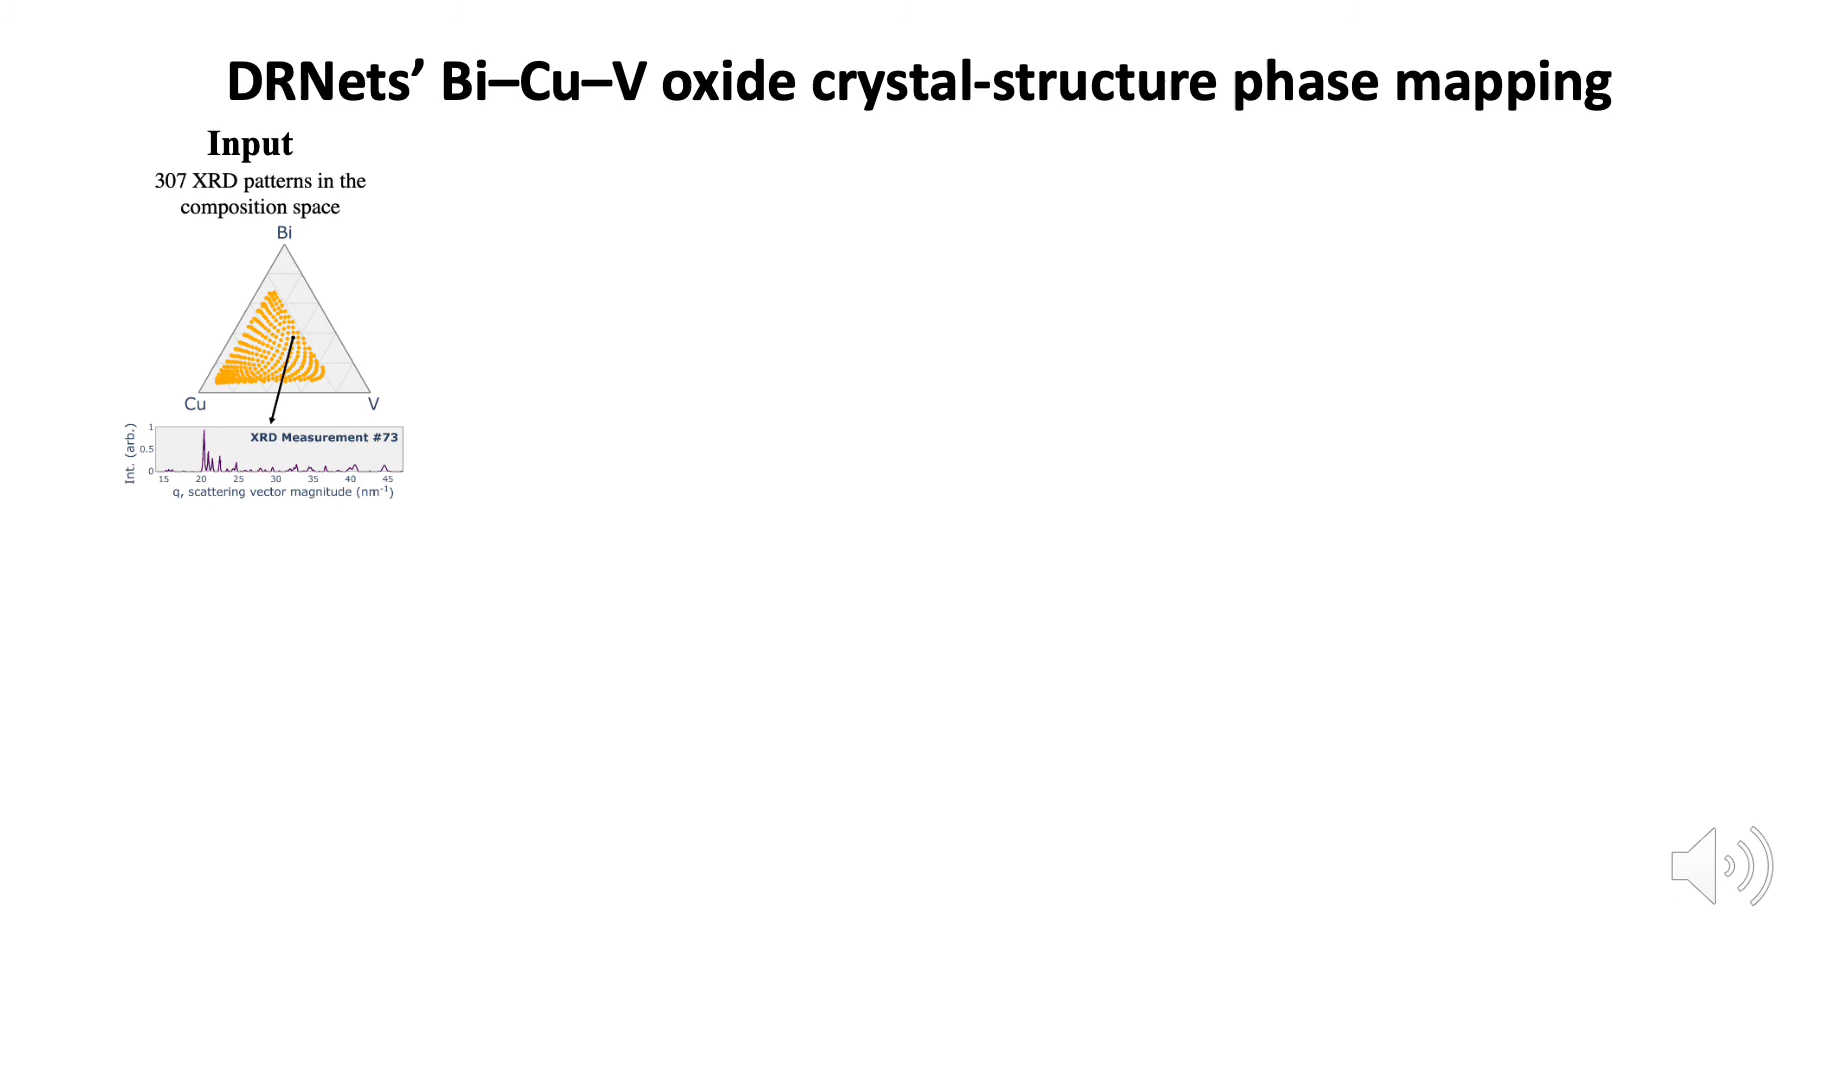 DRNets’ Bi–Cu–V oxide crystal-structure phase mapping
Input
307 XRD patterns in the
composition space
Bi
Cu
V
XRD Measurement #73
Int. (arb.)
1
0.5
0
15 20 25 30 35 40 45
q, scattering vector magnitude (nm⁻¹)